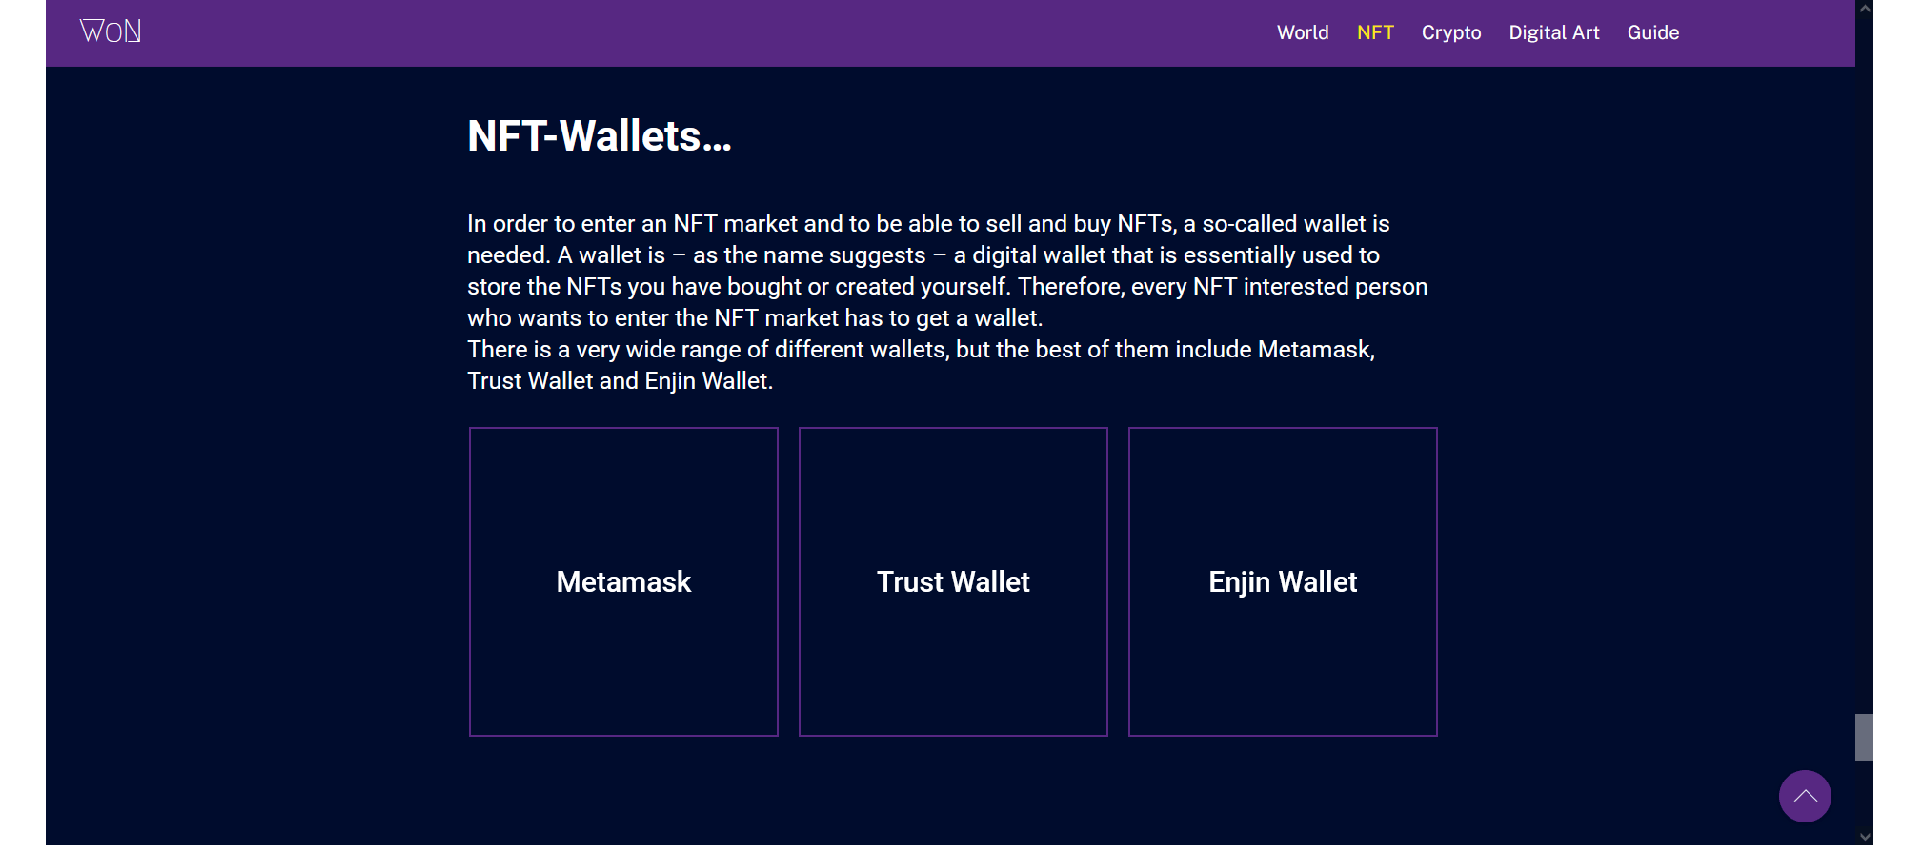 WoN
World NFT Crypto Digital Art Guide
NFT-Wallets...
In order to enter an NFT market and to be able to sell and buy NFTs, a so-called wallet is
needed. A wallet is – as the name suggests – a digital wallet that is essentially used to
store the NFTs you have bought or created yourself. Therefore, every NFT interested person
who wants to enter the NFT market has to get a wallet.
There is a very wide range of different wallets, but the best of them include Metamask,
Trust Wallet and Enjin Wallet.
Metamask
Trust Wallet
Enjin Wallet